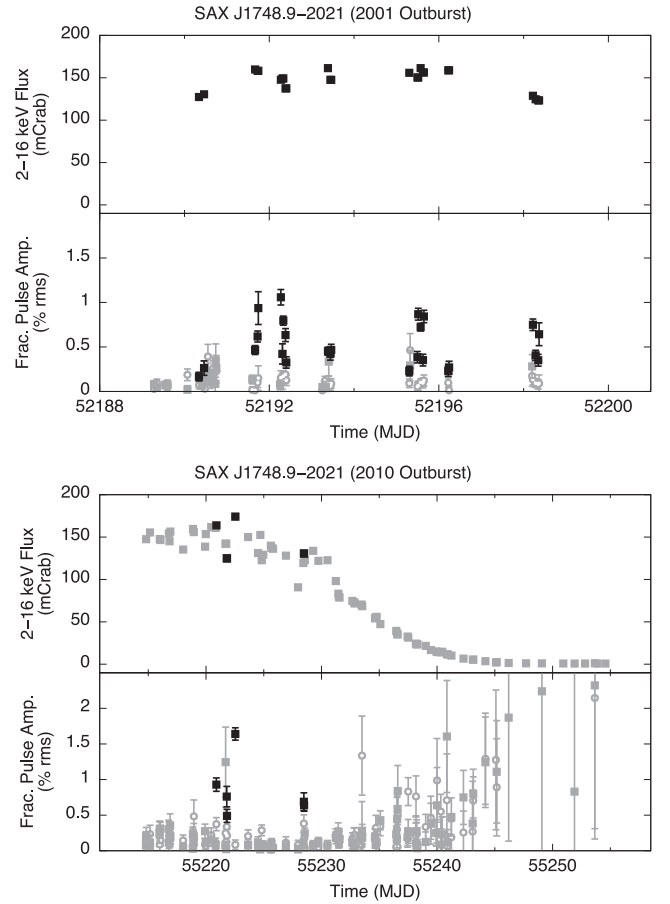 SAX J1748.9−2021 (2001 Outburst)
2−16 keV Flux
(mCrab)
200
150
100
50
0
Frac. Pulse Amp.
(% rms)
1.5
1
0.5
0
52188 52192 52196 52200
Time (MJD)
SAX J1748.9−2021 (2010 Outburst)
2−16 keV Flux
(mCrab)
200
150
100
50
0
Frac. Pulse Amp.
(% rms)
2
1.5
1
0.5
0
55220 55230 55240 55250
Time (MJD)